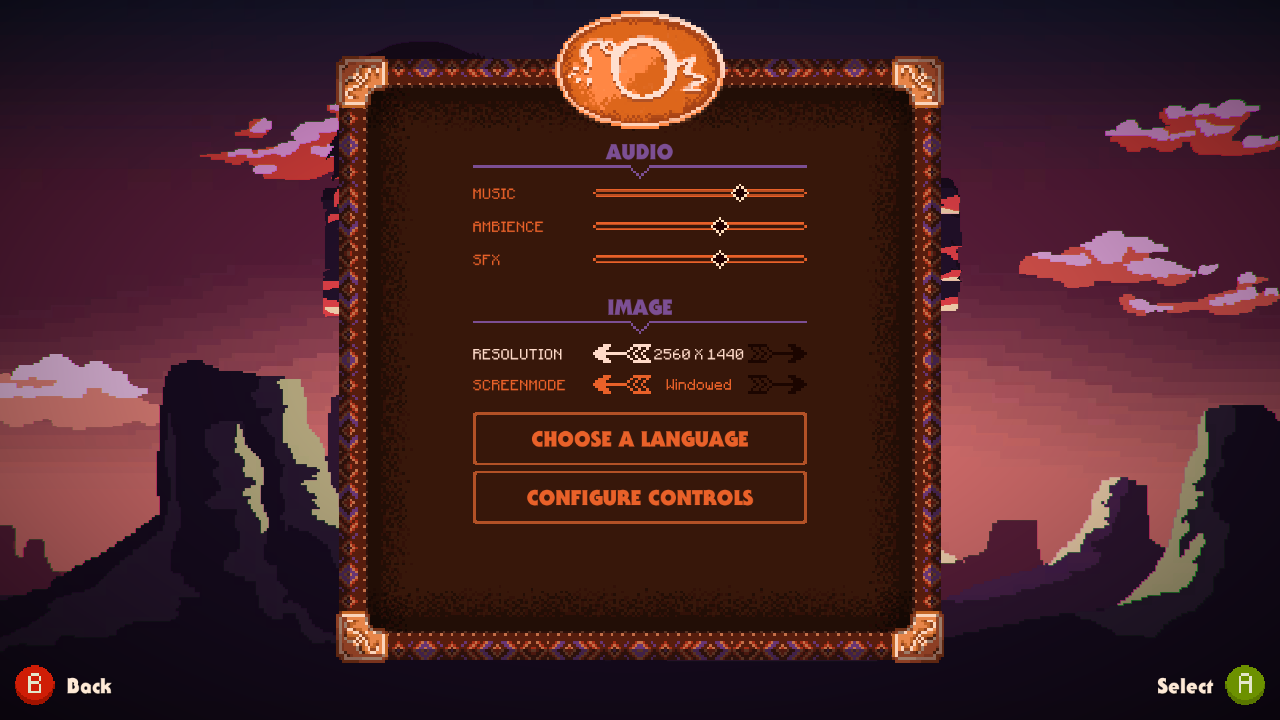 AUDIO
MUSIC
AMBIENCE
SFX
IMAGE
RESOLUTION 2560 X 1440
SCREENMODE Windowed
CHOOSE A LANGUAGE
CONFIGURE CONTROLS
B Back
Select A